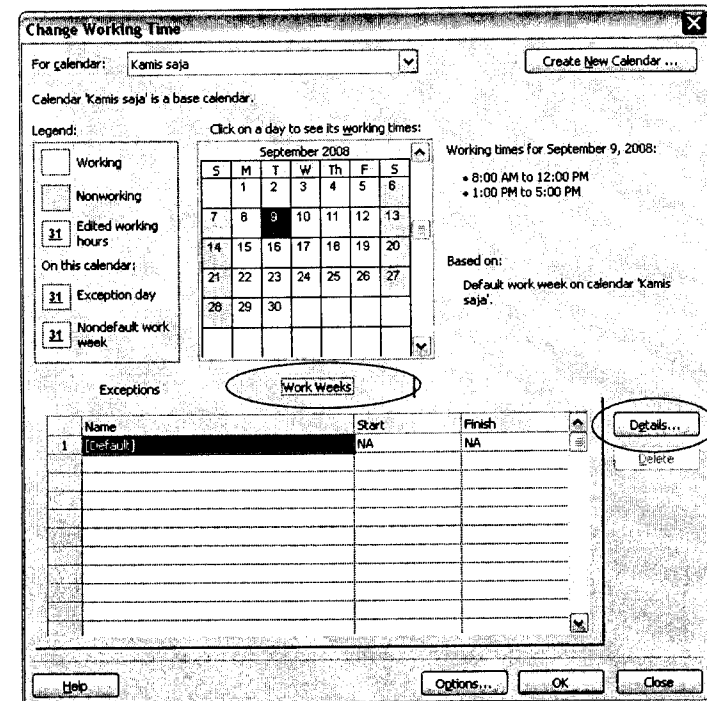 Change Working Time
For calendar: Kamis saja
Create New Calendar ...
Calendar 'Kamis saja' is a base calendar.
Legend:
Working
Nonworking
31 Edited working hours
On this calendar:
31 Exception day
31 Nondefault work week
Click on a day to see its working times:
September 2008
S M T W Th F S
1 2 3 4 5 6
7 8 9 10 11 12 13
14 15 16 17 18 19 20
21 22 23 24 25 26 27
28 29 30
Working times for September 9, 2008:
• 8:00 AM to 12:00 PM
• 1:00 PM to 5:00 PM
Based on:
Default work week on calendar 'Kamis
saja'.
Exceptions
Work Weeks
Name Start Finish
1 [Default] NA NA
Details...
Delete
Help
Options...
OK
Close